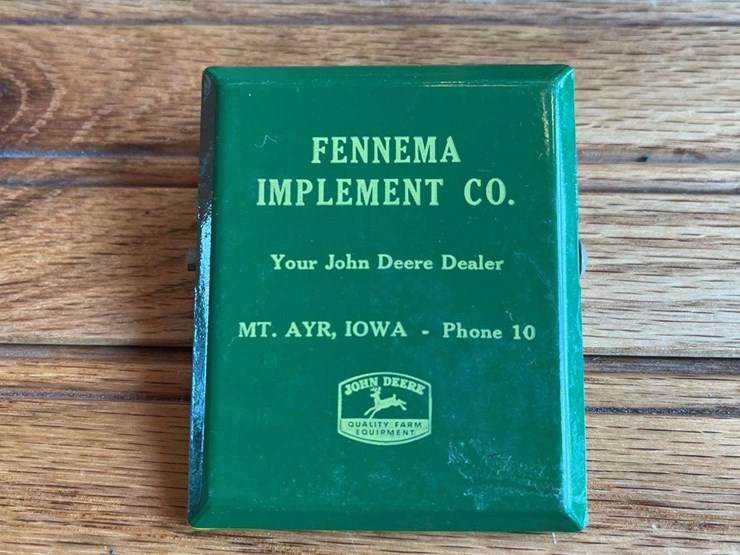 FENNEMA
IMPLEMENT CO.
Your John Deere Dealer
MT. AYR, IOWA - Phone 10
JOHN DEERE
QUALITY FARM
EQUIPMENT